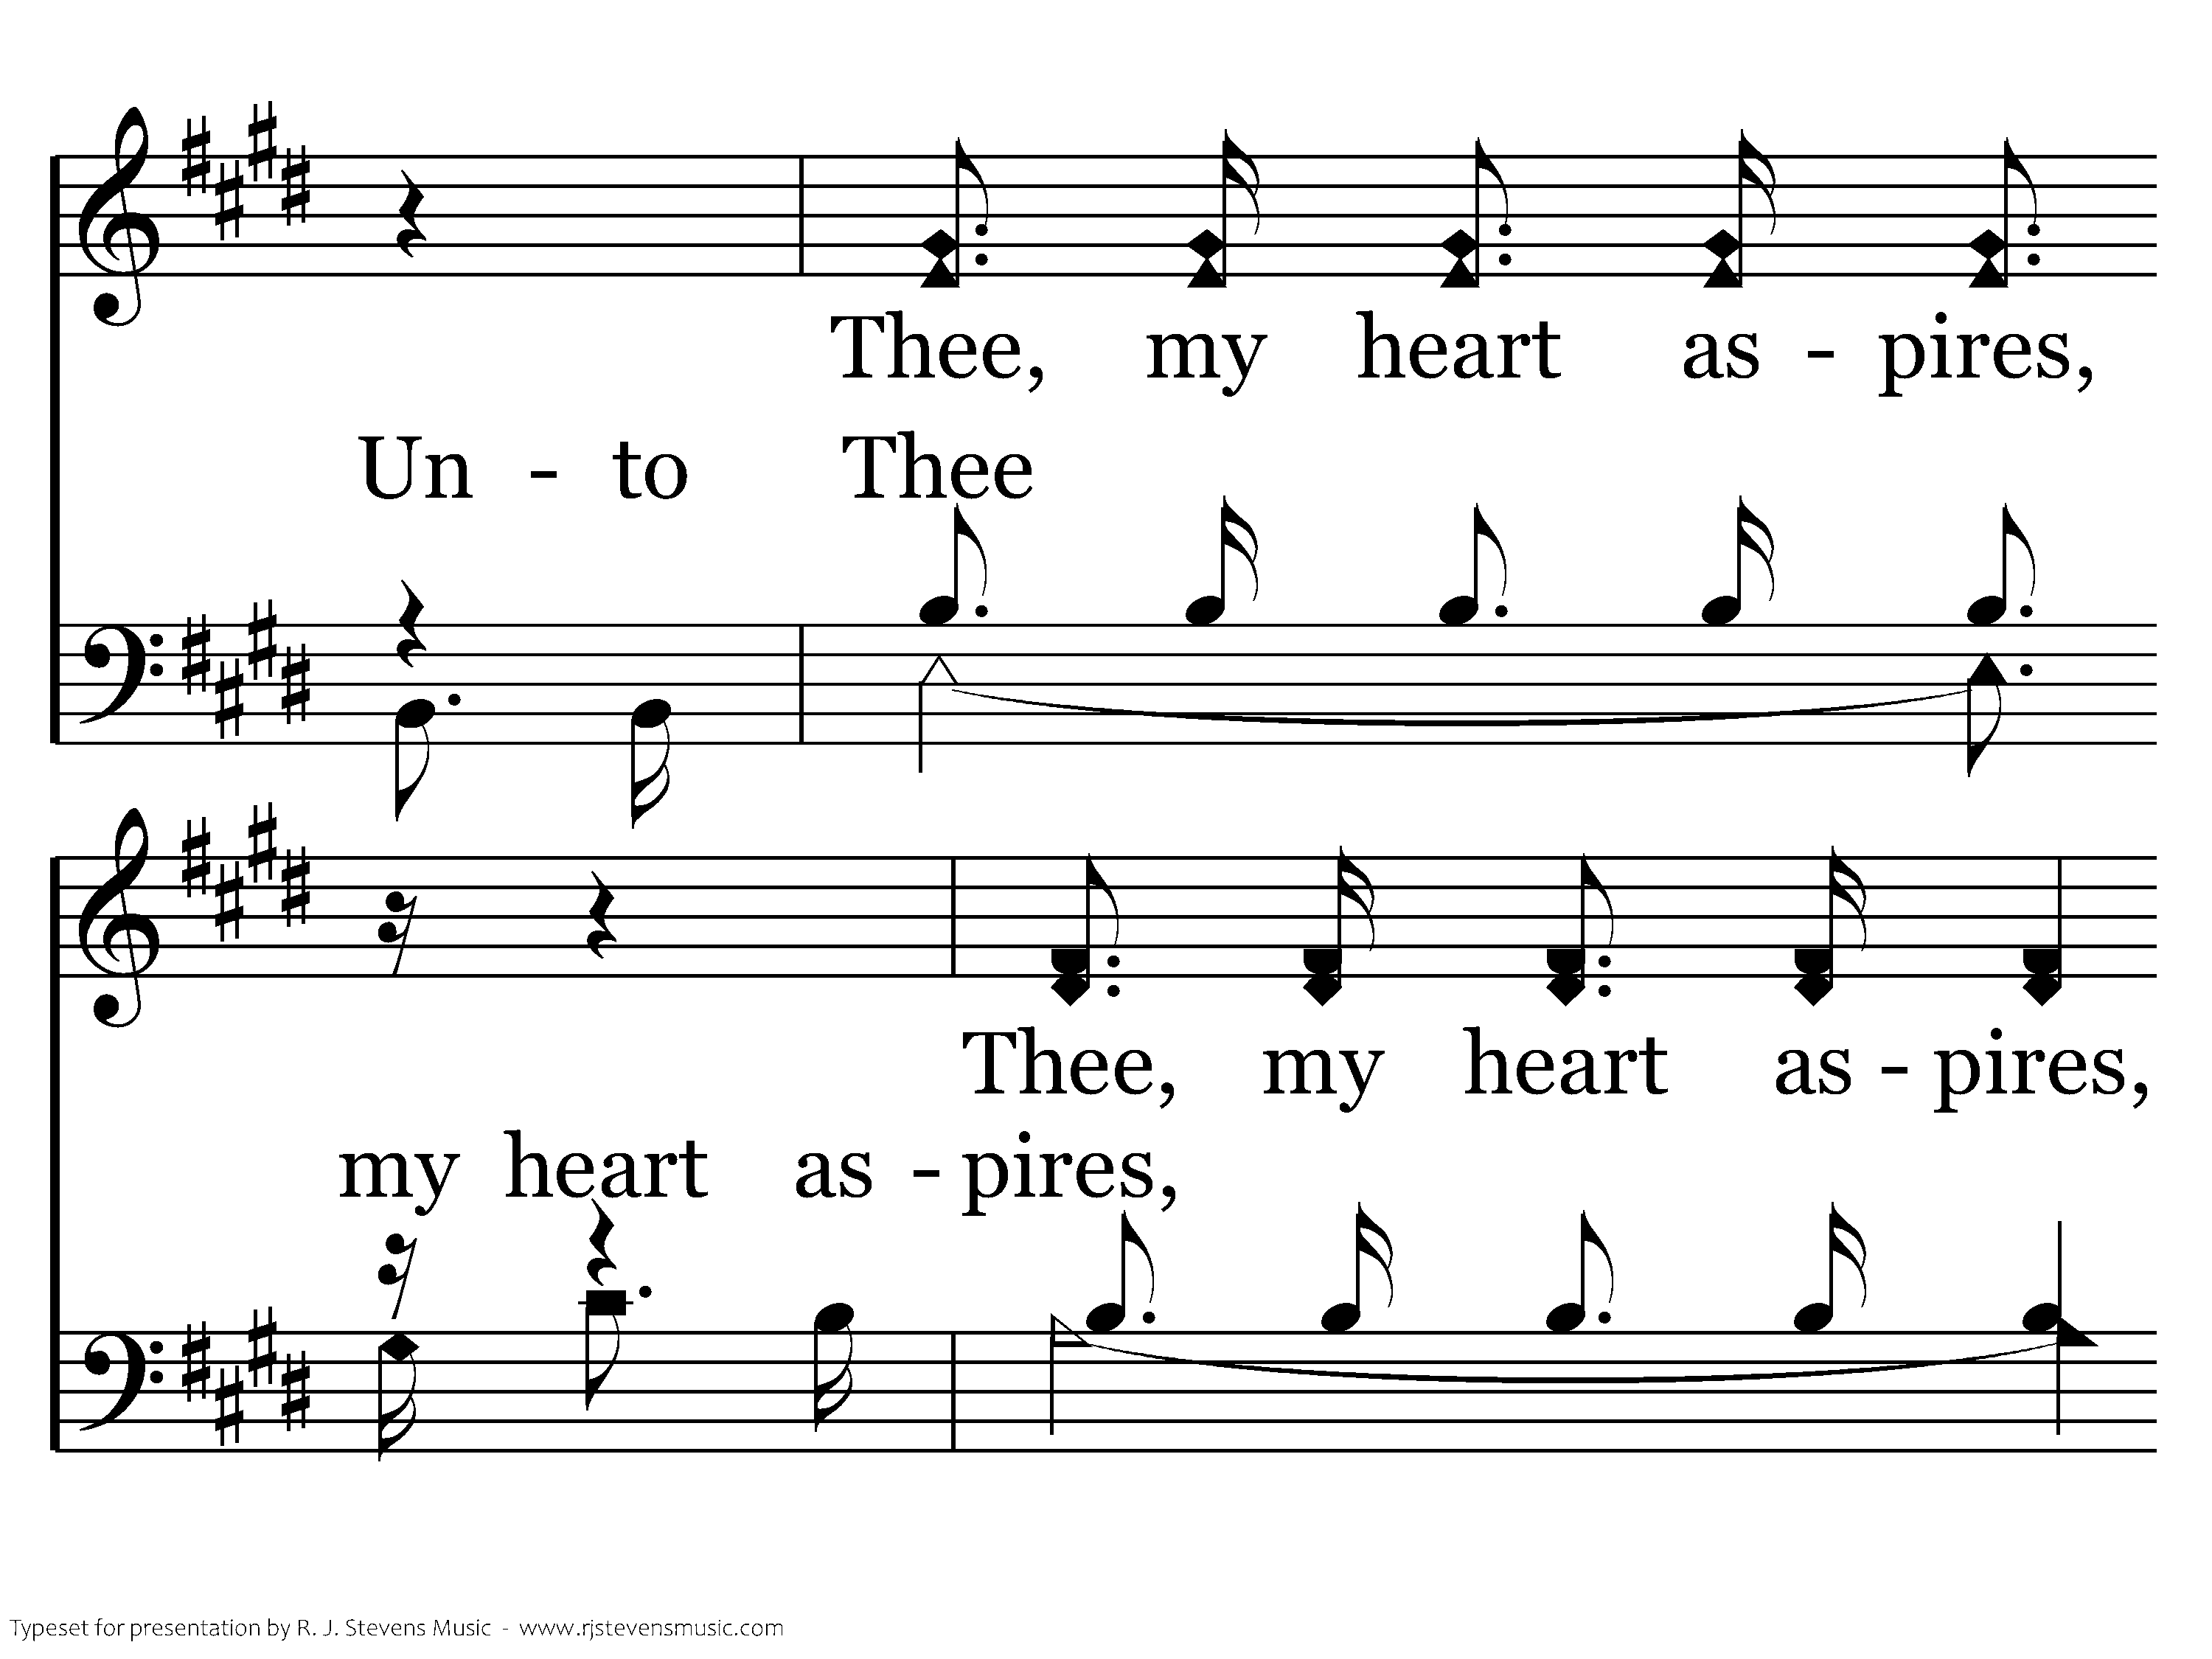 Thee, my heart as - pires,
Un - to Thee
Thee, my heart as - pires,
my heart as - pires,
Typeset for presentation by R. J. Stevens Music - www.rjstevensmusic.com